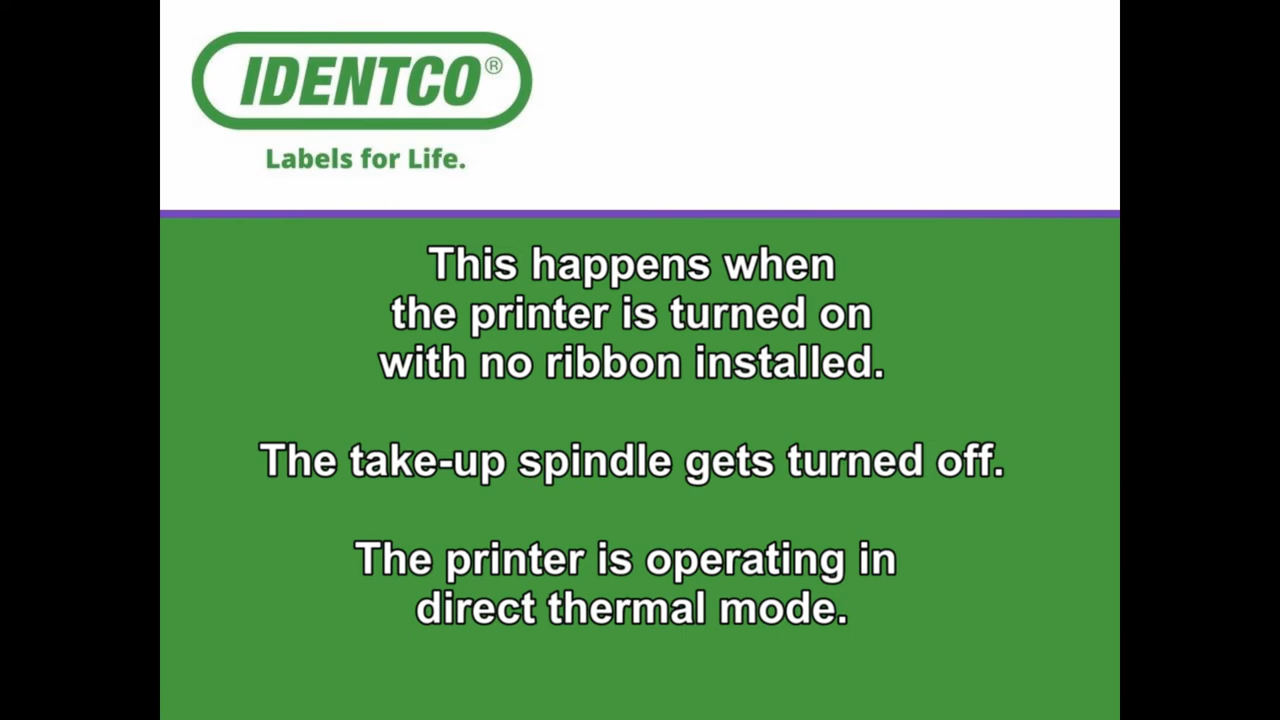 IDENTCO®
Labels for Life.
This happens when
the printer is turned on
with no ribbon installed.
The take-up spindle gets turned off.
The printer is operating in
direct thermal mode.